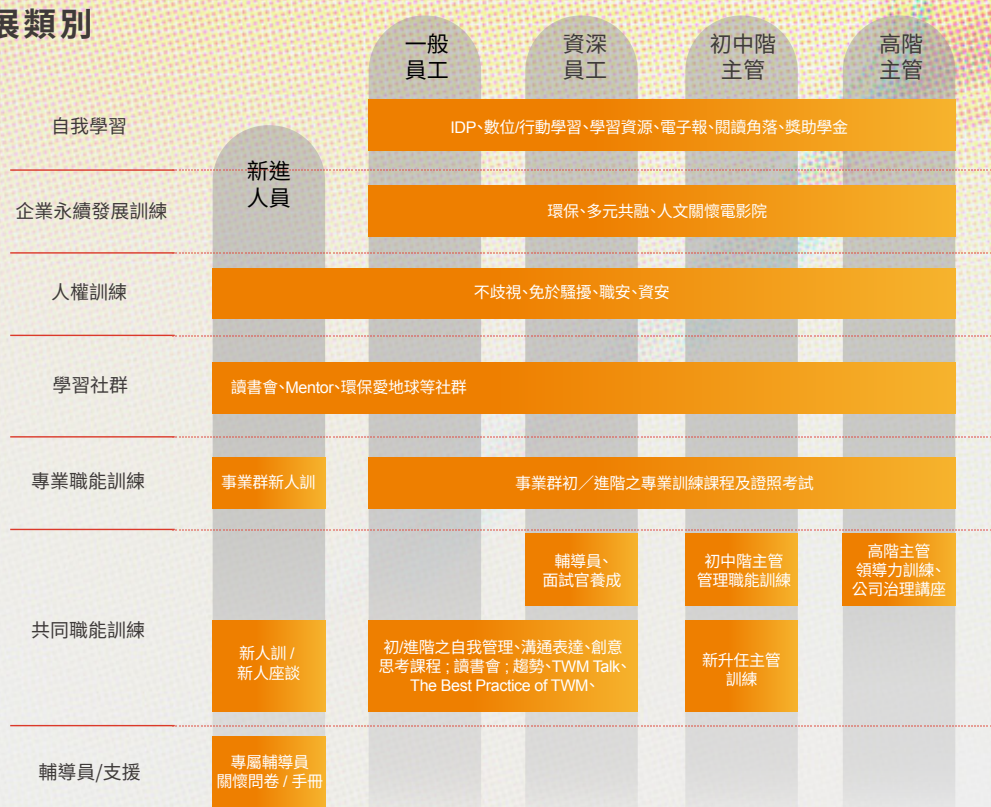 展類別
一般
員工
資深
員工
初中階
主管
高階
主管
自我學習
IDP、數位/行動學習、學習資源、電子報、閱讀角落、獎助學金
新進
人員
企業永續發展訓練
環保、多元共融、人文關懷電影院
人權訓練
不歧視、免於騷擾、職安、資安
學習社群
讀書會、Mentor、環保愛地球等社群
專業職能訓練
事業群新人訓
事業群初／進階之專業訓練課程及證照考試
共同職能訓練
輔導員、
面試官養成
初中階主管
管理職能訓練
高階主管
領導力訓練、
公司治理講座
新人訓 /
新人座談
初/進階之自我管理、溝通表達、創意
思考課程 ; 讀書會 ; 趨勢、TWM Talk、
The Best Practice of TWM、
新升任主管
訓練
輔導員/支援
專屬輔導員
關懷問卷 / 手冊